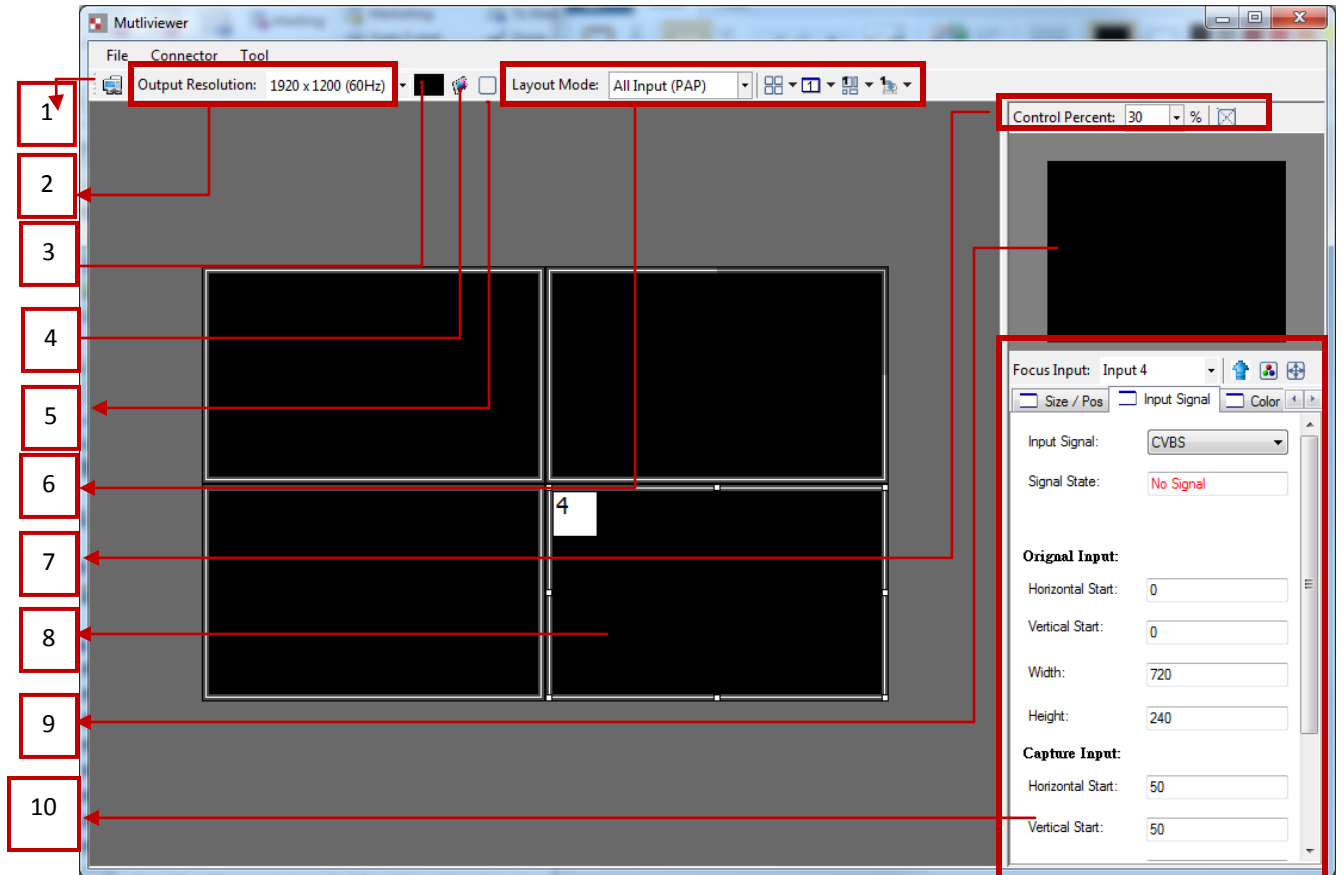 Mutliviewer
File Connector Tool
Output Resolution: 1920 x 1200 (60Hz)
Layout Mode: All Input (PAP)
1
1
Control Percent: 30 %
1
2
3
4
5
6
7
8
9
10
4
Focus Input: Input 4
Size / Pos
Input Signal
Color
Input Signal: CVBS
Signal State: No Signal
Orignal Input:
Horizontal Start: 0
Vertical Start: 0
Width: 720
Height: 240
Capture Input:
Horizontal Start: 50
Vertical Start: 50